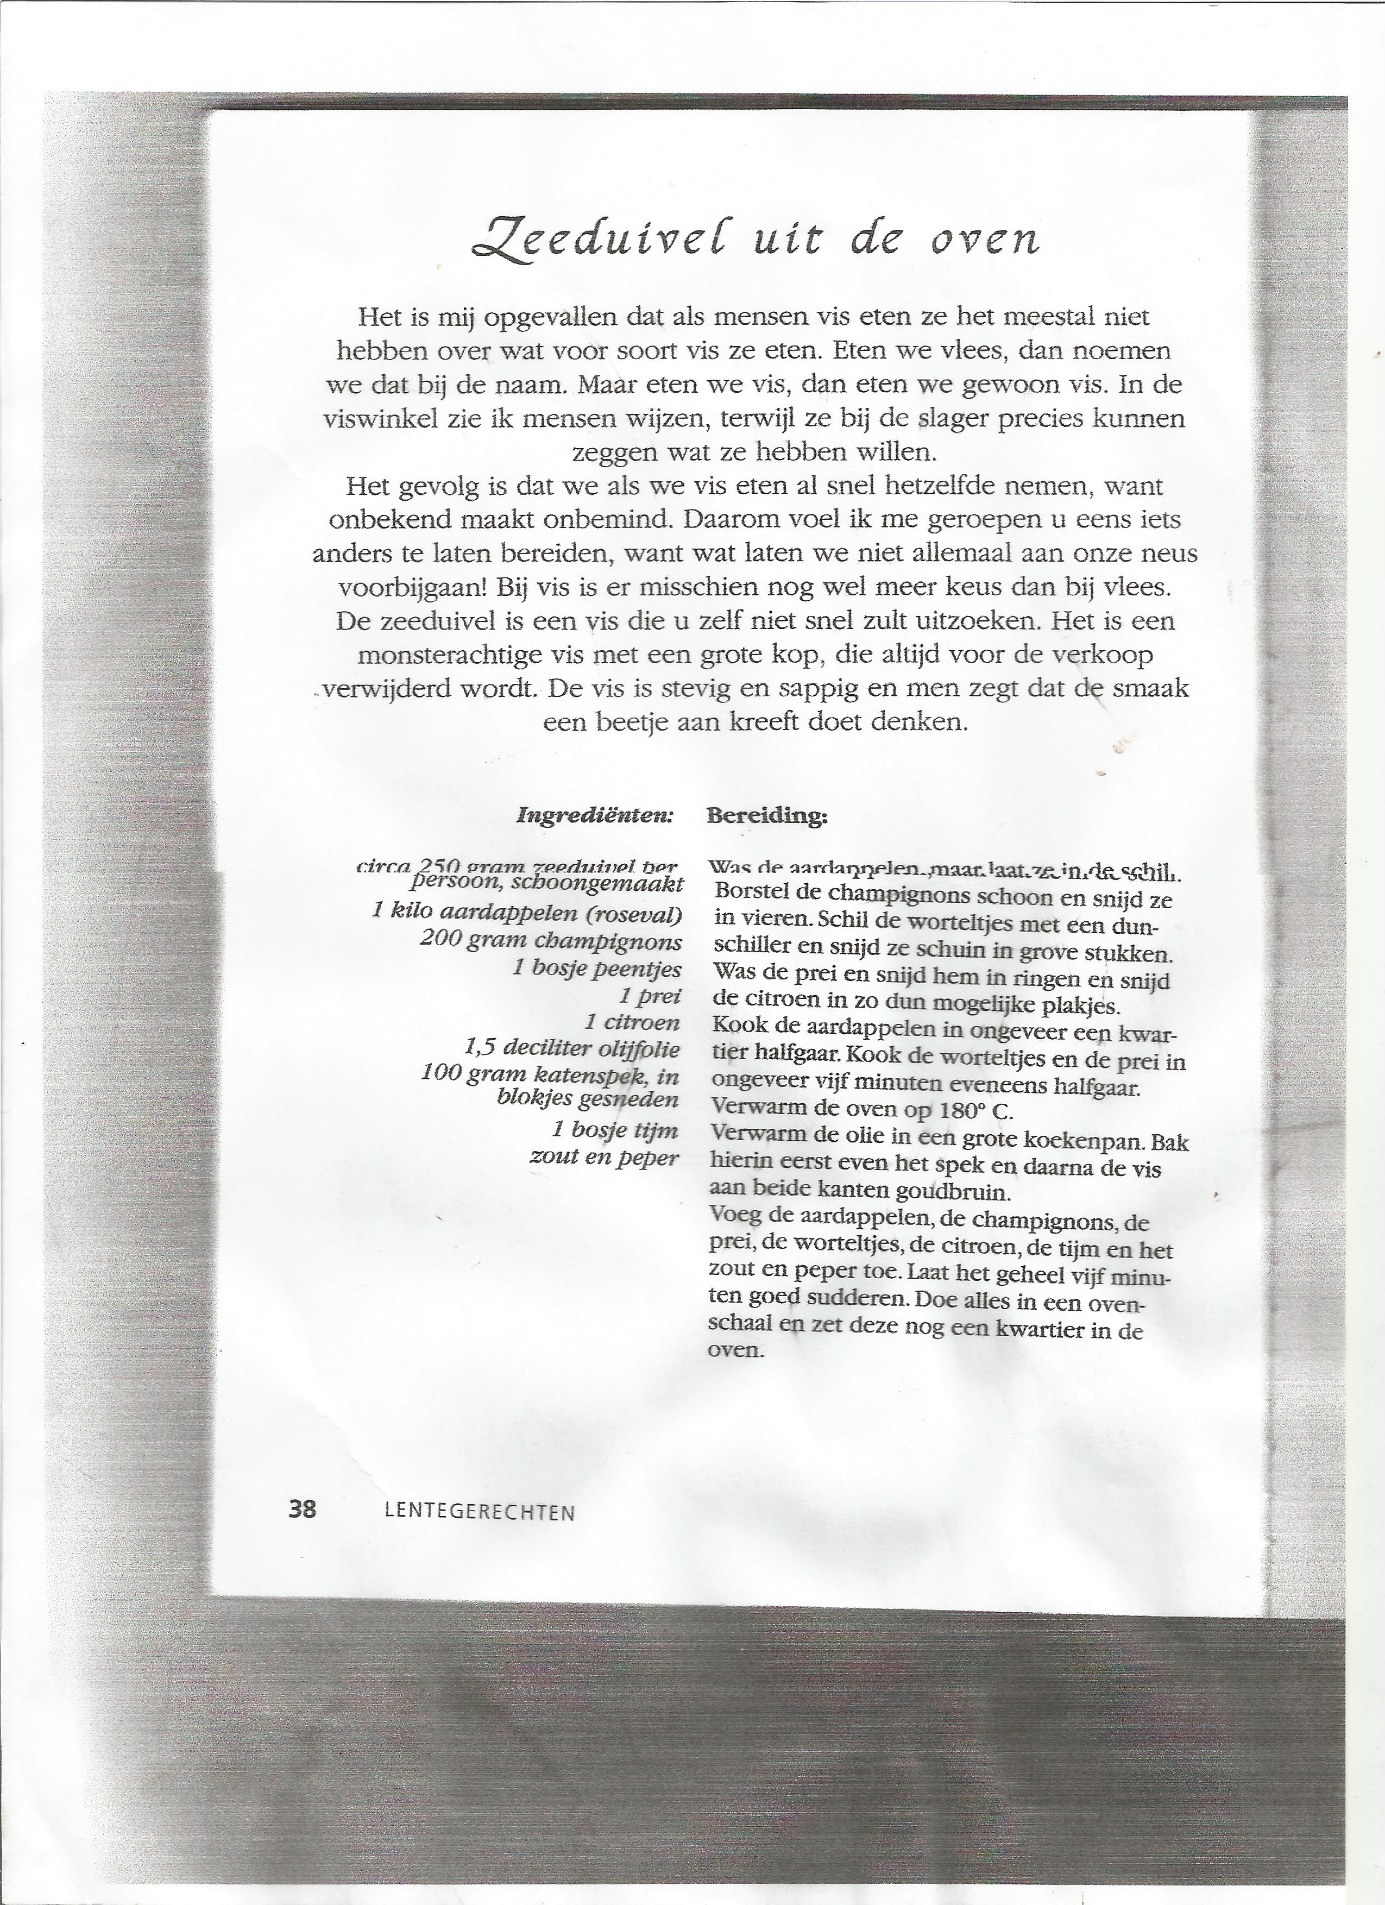 Zeeduivel uit de oven
Het is mij opgevallen dat als mensen vis eten ze het meestal niet
hebben over wat voor soort vis ze eten. Eten we vlees, dan noemen
we dat bij de naam. Maar eten we vis, dan eten we gewoon vis. In de
viswinkel zie ik mensen wijzen, terwijl ze bij de slager precies kunnen
zeggen wat ze hebben willen.
Het gevolg is dat we als we vis eten al snel hetzelfde nemen, want
onbekend maakt onbemind. Daarom voel ik me geroepen u eens iets
anders te laten bereiden, want wat laten we niet allemaal aan onze neus
voorbijgaan! Bij vis is er misschien nog wel meer keus dan bij vlees.
De zeeduivel is een vis die u zelf niet snel zult uitzoeken. Het is een
monsterachtige vis met een grote kop, die altijd voor de verkoop
verwijderd wordt. De vis is stevig en sappig en men zegt dat de smaak
een beetje aan kreeft doet denken.
Ingrediënten:
circa 250 gram zeeduivel per
persoon, schoongemaakt
1 kilo aardappelen (roseval)
200 gram champignons
1 bosje peentjes
1 prei
1 citroen
1,5 deciliter olijfolie
100 gram katenspek, in
blokjes gesneden
1 bosje tijm
zout en peper
Bereiding:
Was de aardappelen, maar laat ze in de schil.
Borstel de champignons schoon en snijd ze
in vieren. Schil de worteltjes met een dun-
schiller en snijd ze schuin in grove stukken.
Was de prei en snijd hem in ringen en snijd
de citroen in zo dun mogelijke plakjes.
Kook de aardappelen in ongeveer een kwar-
tier halfgaar. Kook de worteltjes en de prei in
ongeveer vijf minuten eveneens halfgaar.
Verwarm de oven op 180° C.
Verwarm de olie in een grote koekenpan. Bak
hierin eerst even het spek en daarna de vis
aan beide kanten goudbruin.
Voeg de aardappelen, de champignons, de
prei, de worteltjes, de citroen, de tijm en het
zout en peper toe. Laat het geheel vijf minu-
ten goed sudderen. Doe alles in een oven-
schaal en zet deze nog een kwartier in de
oven.
38 LENTEGERECHTEN